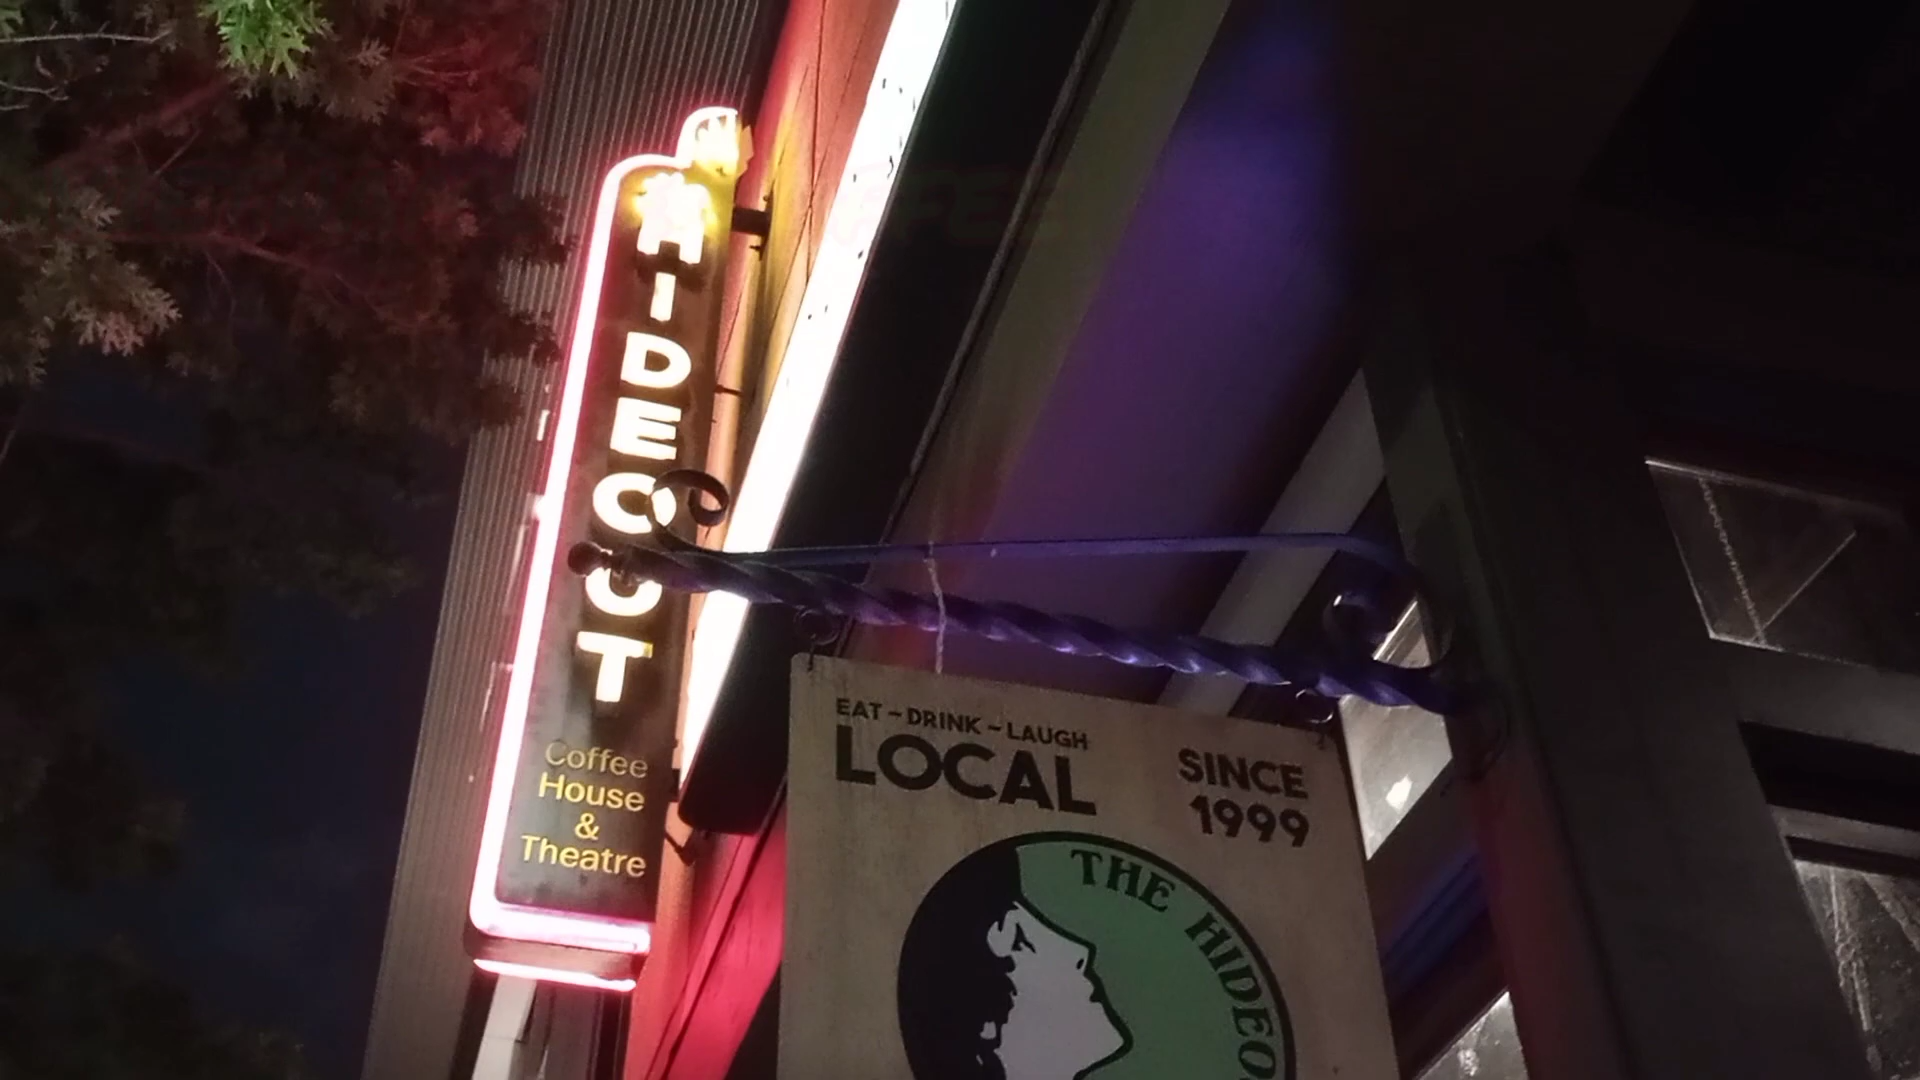 HIDEOUT
Coffee
House
&
Theatre
EAT ~ DRINK ~ LAUGH
LOCAL
SINCE
1999
THE HIDEO